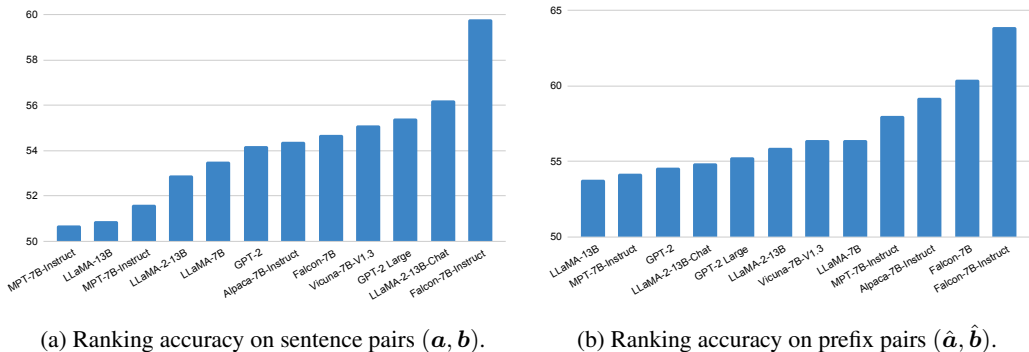 60
58
56
54
52
50
MPT-7B-Instruct
LLaMA-13B
MPT-7B-Instruct
LLaMA-2-13B
LLaMA-7B
GPT-2
Alpaca-7B-Instruct
Falcon-7B
Vicuna-7B-V1.3
GPT-2 Large
LLaMA-2-13B-Chat
Falcon-7B-Instruct
(a) Ranking accuracy on sentence pairs (a, b).
65
60
55
50
LLaMA-13B
MPT-7B-Instruct
GPT-2
LLaMA-2-13B-Chat
GPT-2 Large
LLaMA-2-13B
Vicuna-7B-V1.3
LLaMA-7B
MPT-7B-Instruct
Alpaca-7B-Instruct
Falcon-7B
Falcon-7B-Instruct
(b) Ranking accuracy on prefix pairs (â, b̂).